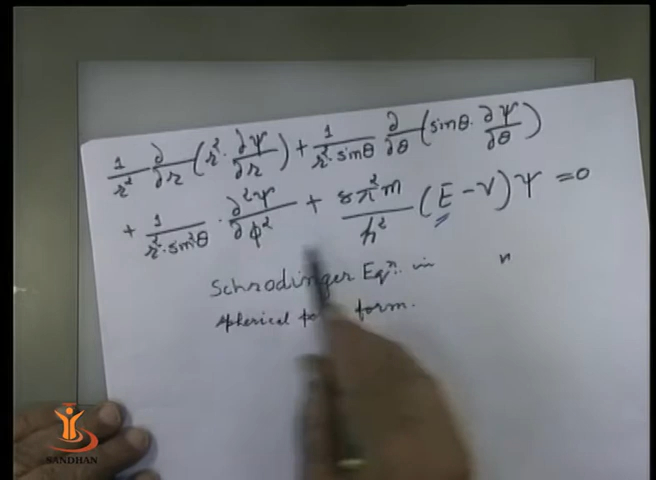 1/r² ∂/∂r (r² · ∂ψ/∂r) + 1/r²·sinθ ∂/∂θ (sinθ · ∂ψ/∂θ)
+ 1/r²·sin²θ · ∂²ψ/∂ϕ² + 8π²m/h² (E - V) ψ = 0
Schrodinger Eqⁿ. in
spherical form.
SANDHAN